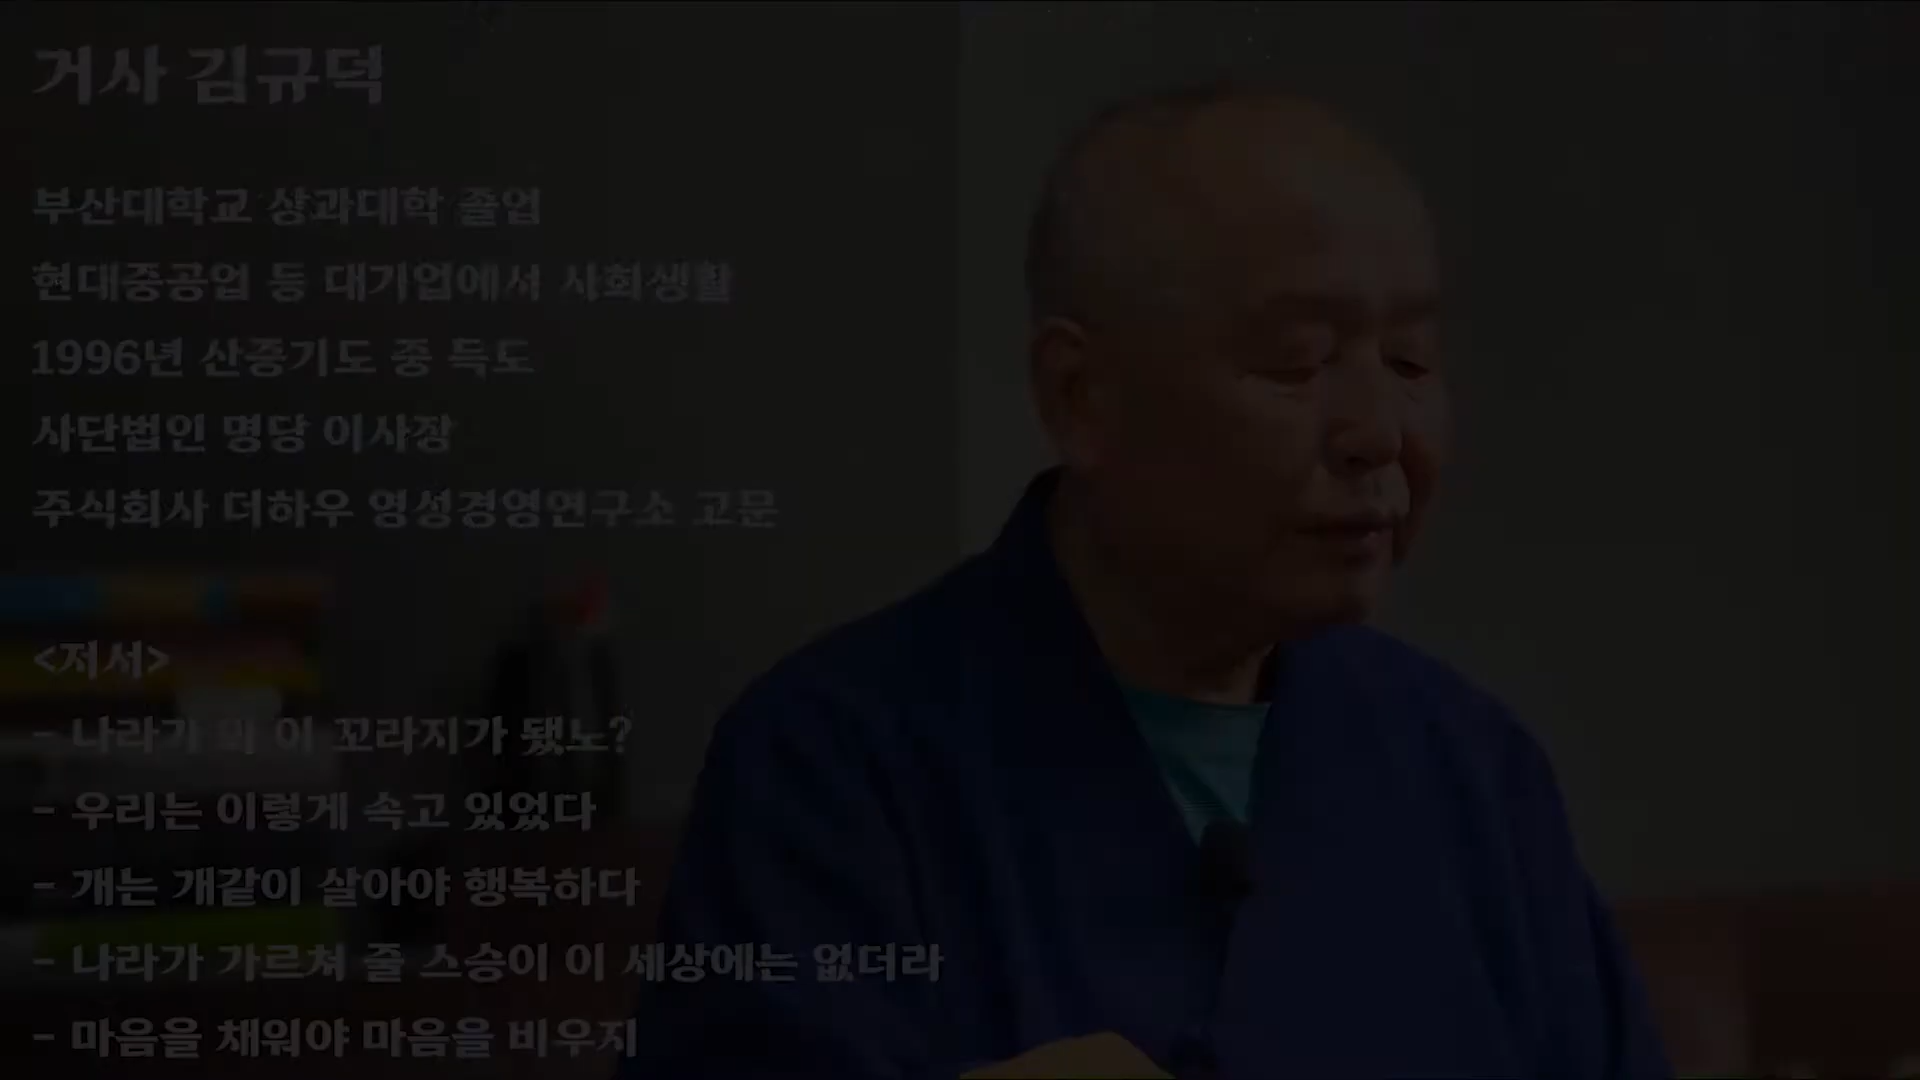 거사 김규덕
부산대학교 상과대학 졸업
현대중공업 등 대기업에서 사회생활
1996년 산중기도 중 득도
사단법인 명당 이사장
주식회사 더하우 영성경영연구소 고문
<저서>
- 나라가 왜 이 꼬라지가 됐노?
- 우리는 이렇게 속고 있었다
- 개는 개같이 살아야 행복하다
- 나라가 가르쳐 줄 스승이 이 세상에는 없더라
- 마음을 채워야 마음을 비우지